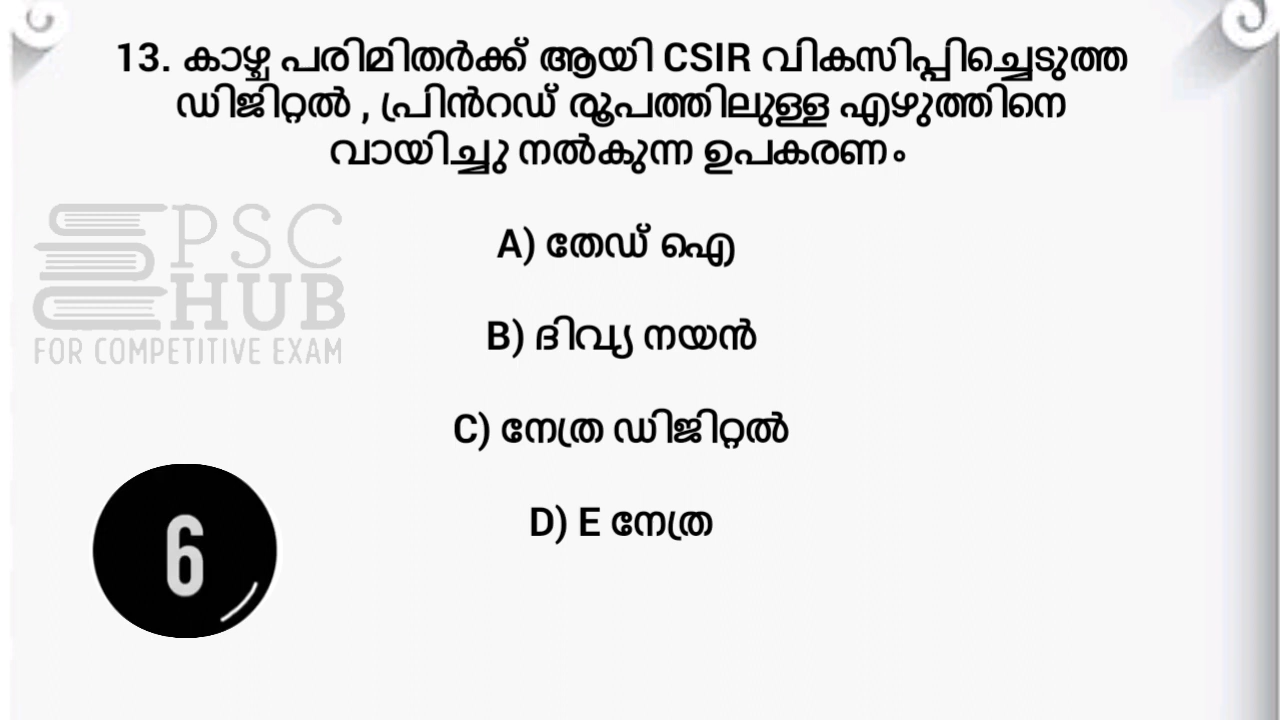 13. കാഴ്ച പരിമിതർക്ക് ആയി CSIR വികസിപ്പിച്ചെടുത്ത
ഡിജിറ്റൽ , പ്രിൻറഡ് രൂപത്തിലുള്ള എഴുത്തിനെ
വായിച്ചു നൽകുന്ന ഉപകരണം
PSC
HUB
FOR COMPETITIVE EXAM
A) തേഡ് ഐ
B) ദിവ്യ നയൻ
C) നേത്ര ഡിജിറ്റൽ
D) E നേത്ര
6